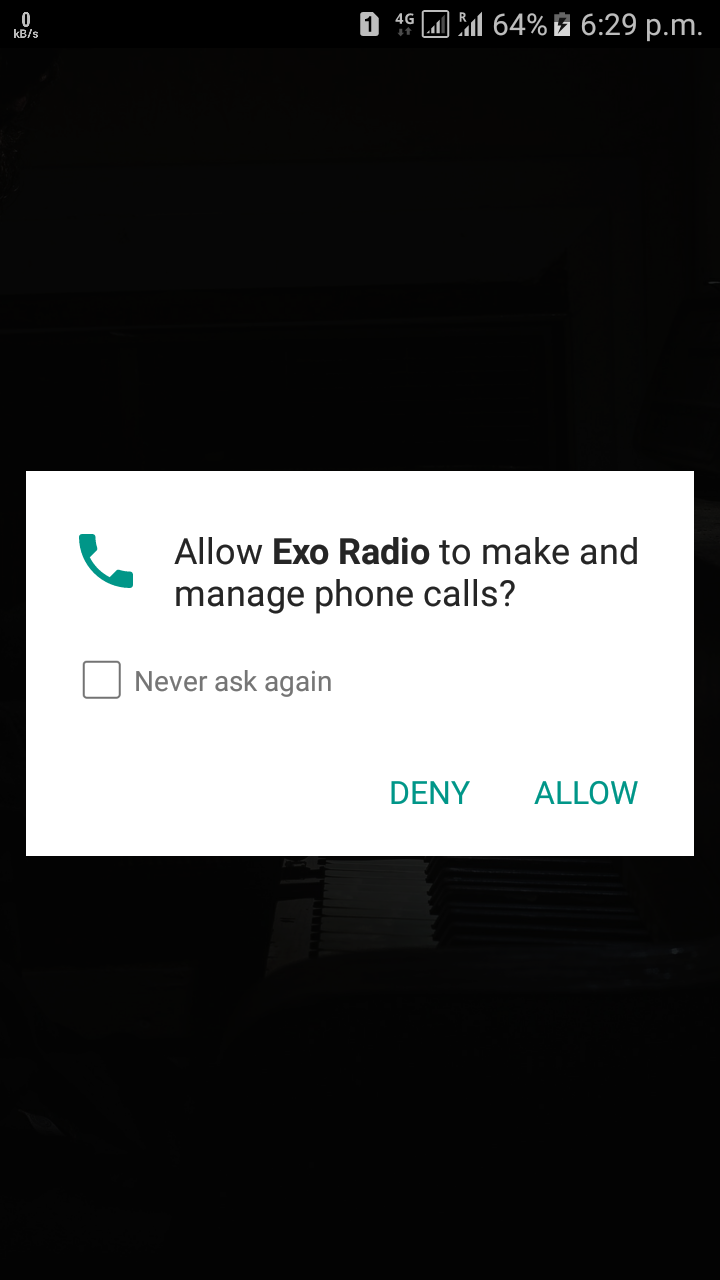 0
kB/s
1 4G R 64% 6:29 p.m.
Allow Exo Radio to make and
manage phone calls?
Never ask again
DENY ALLOW